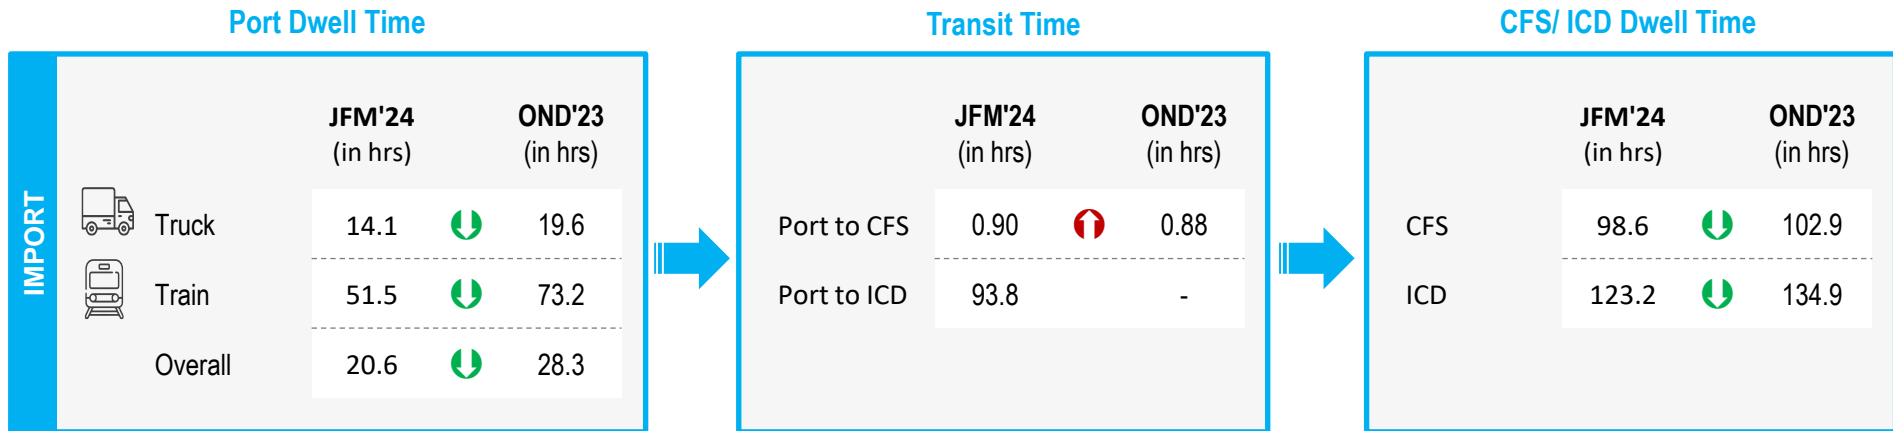 Port Dwell Time
Transit Time
CFS/ ICD Dwell Time
IMPORT
JFM'24 OND'23
(in hrs) (in hrs)
Truck 14.1 19.6
Train 51.5 73.2
Overall 20.6 28.3
JFM'24 OND'23
(in hrs) (in hrs)
Port to CFS 0.90 0.88
Port to ICD 93.8 -
JFM'24 OND'23
(in hrs) (in hrs)
CFS 98.6 102.9
ICD 123.2 134.9